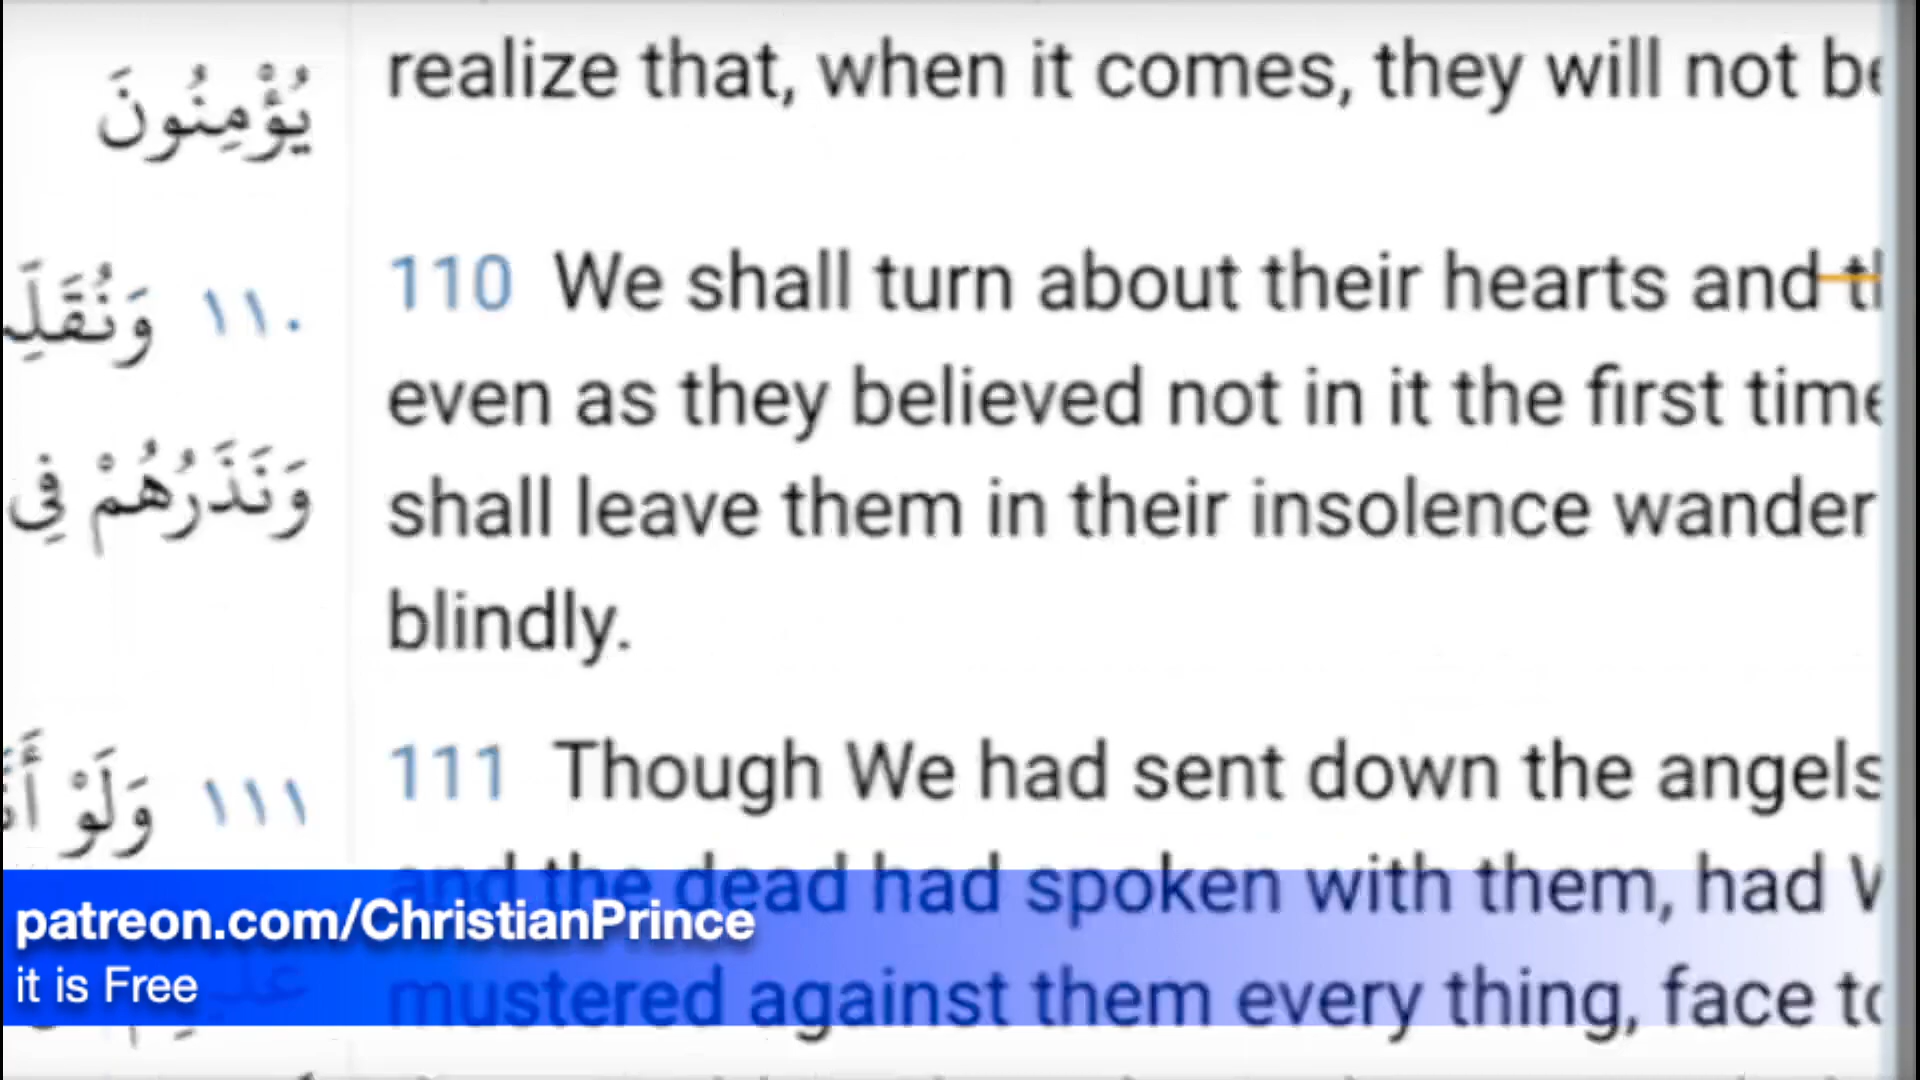 realize that, when it comes, they will not
يُؤْمِنُونَ
110 We shall turn about their hearts and
١١٠
even as they believed not in it the first
shall leave them in their insolence wander
وَنَذَرُهُمْ فِى
blindly.
111 Though We had sent down the angels
١١١ وَلَوْ
and the dead had spoken with them, had
patreon.com/ChristianPrince
it is Free
mustered against them every thing, face